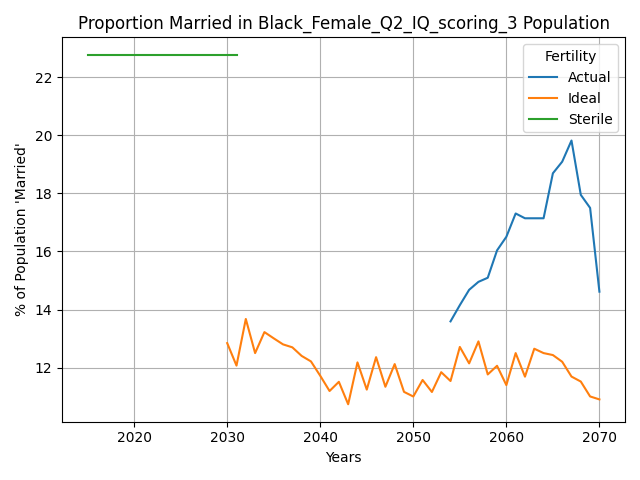 Proportion Married in Black_Female_Q2_IQ_scoring_3 Population
Fertility
Actual
Ideal
Sterile
% of Population 'Married'
22
20
18
16
14
12
2020 2030 2040 2050 2060 2070
Years